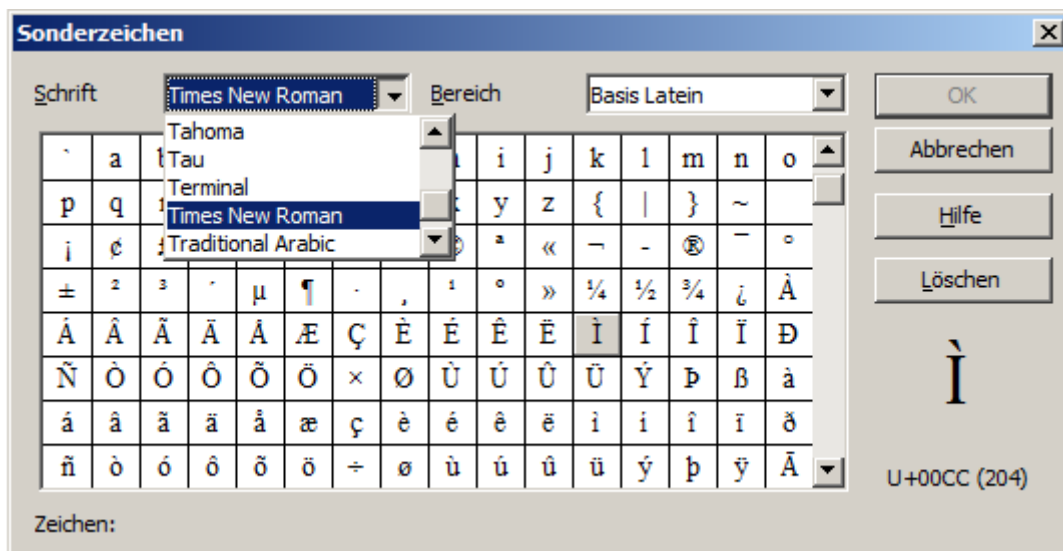 Sonderzeichen
Schrift Times New Roman Bereich Basis Latein OK
Tahoma
Tau
Terminal
Times New Roman
Traditional Arabic
Abbrechen
Hilfe
Löschen
` a i j k l m n o
p q y z { | } ~
¡ ¢ ª « ¬ - ® ¯ °
± ² ³ ´ µ ¶ · ¸ ¹ º » ¼ ½ ¾ ¿ À
Á Â Ã Ä Å Æ Ç È É Ê Ë Ì Í Î Ï Ð
Ñ Ò Ó Ô Õ Ö × Ø Ù Ú Û Ü Ý Þ ß à
á â ã ä å æ ç è é ê ë ì í î ï ð
ñ ò ó ô õ ö ÷ ø ù ú û ü ý þ ÿ Ā
Ì
U+00CC (204)
Zeichen: